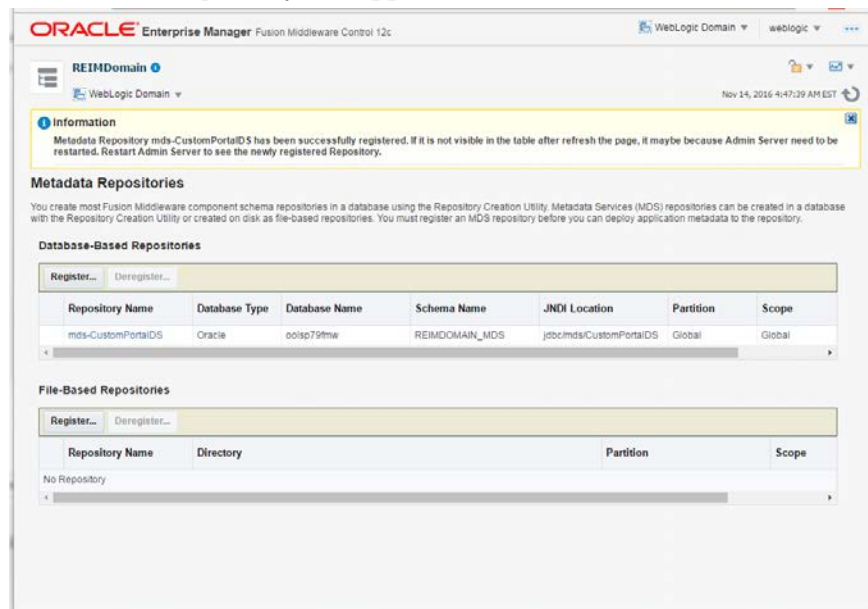 ORACLE Enterprise Manager Fusion Middleware Control 12c
WebLogic Domain weblogic
REIMDomain
WebLogic Domain
Nov 14, 2016 4:47:39 AM EST
Information
Metadata Repository mds-CustomPortalDS has been successfully registered. If it is not visible in the table after refresh the page, it maybe because Admin Server need to be
restarted. Restart Admin Server to see the newly registered Repository.
Metadata Repositories
You create most Fusion Middleware component schema repositories in a database using the Repository Creation Utility. Metadata Services (MDS) repositories can be created in a database
with the Repository Creation Utility or created on disk as file-based repositories. You must register an MDS repository before you can deploy application metadata to the repository.
Database-Based Repositories
Register... Deregister...
Repository Name Database Type Database Name Schema Name JNDI Location Partition Scope
mds-CustomPortalDS Oracle oolsp79fmw REIMDOMAIN_MDS jdbc/mds/CustomPortalDS Global Global
File-Based Repositories
Register... Deregister...
Repository Name Directory Partition Scope
No Repository